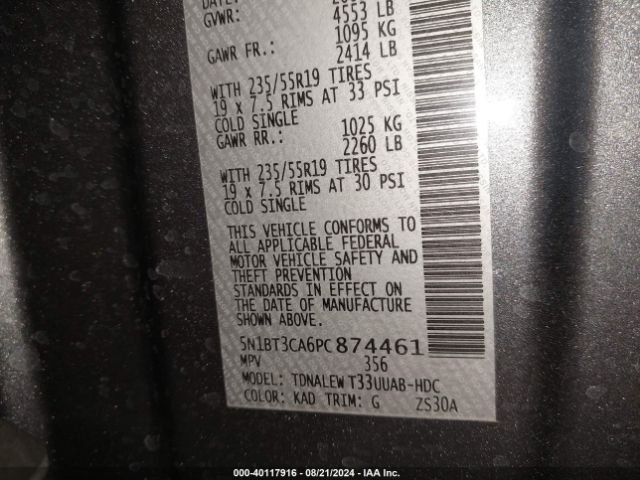 DATE:
GVWR: 4553 LB
1095 KG
GAWR FR.: 2414 LB
WITH 235/55R19 TIRES
19 x 7.5 RIMS AT 33 PSI
COLD SINGLE
1025 KG
GAWR RR.: 2260 LB
WITH 235/55R19 TIRES
19 x 7.5 RIMS AT 30 PSI
COLD SINGLE
THIS VEHICLE CONFORMS TO
ALL APPLICABLE FEDERAL
MOTOR VEHICLE SAFETY AND
THEFT PREVENTION
STANDARDS IN EFFECT ON
THE DATE OF MANUFACTURE
SHOWN ABOVE.
5N1BT3CA6PC874461
MPV 356
MODEL: TDNALEW T33UUAB-HDC
COLOR: KAD TRIM: G ZS30A
000-40117916 - 08/21/2024 - IAA Inc.